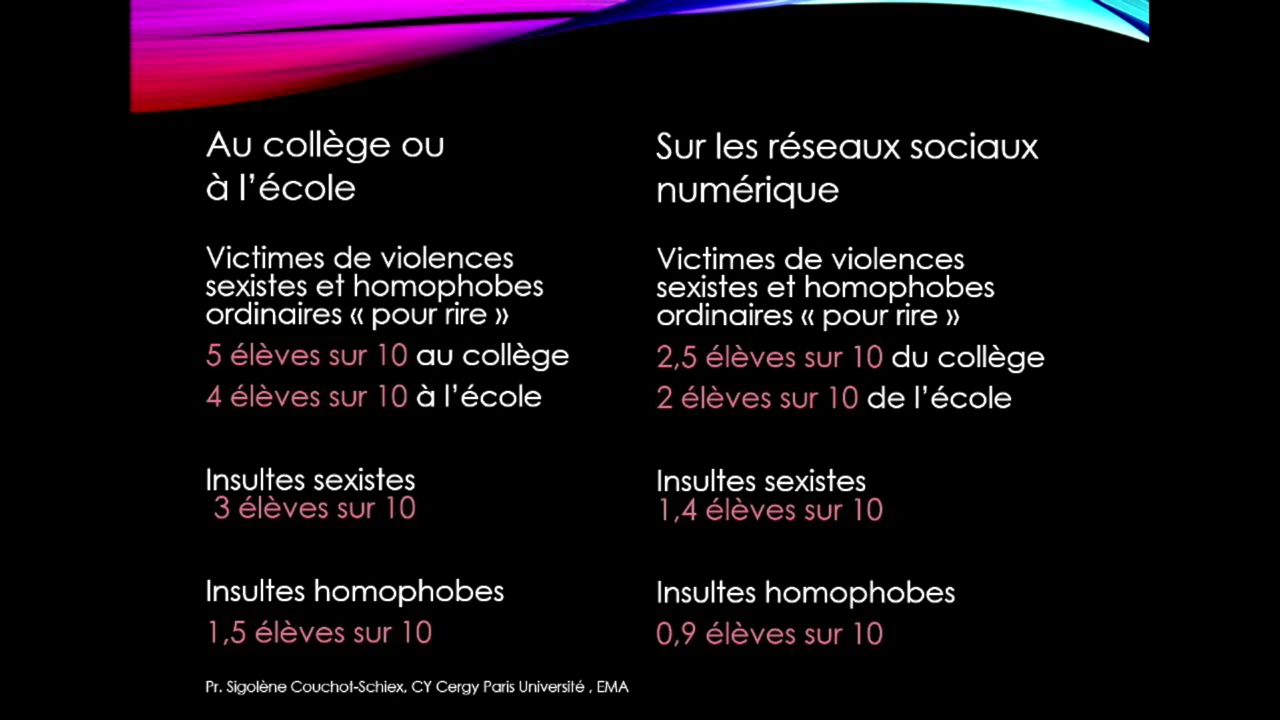 Au collège ou
à l'école
Victimes de violences
sexistes et homophobes
ordinaires « pour rire »
5 élèves sur 10 au collège
4 élèves sur 10 à l'école
Insultes sexistes
3 élèves sur 10
Insultes homophobes
1,5 élèves sur 10
Sur les réseaux sociaux
numérique
Victimes de violences
sexistes et homophobes
ordinaires « pour rire »
2,5 élèves sur 10 du collège
2 élèves sur 10 de l'école
Insultes sexistes
1,4 élèves sur 10
Insultes homophobes
0,9 élèves sur 10
Pr. Sigolène Couchot-Schiex, CY Cergy Paris Université , EMA